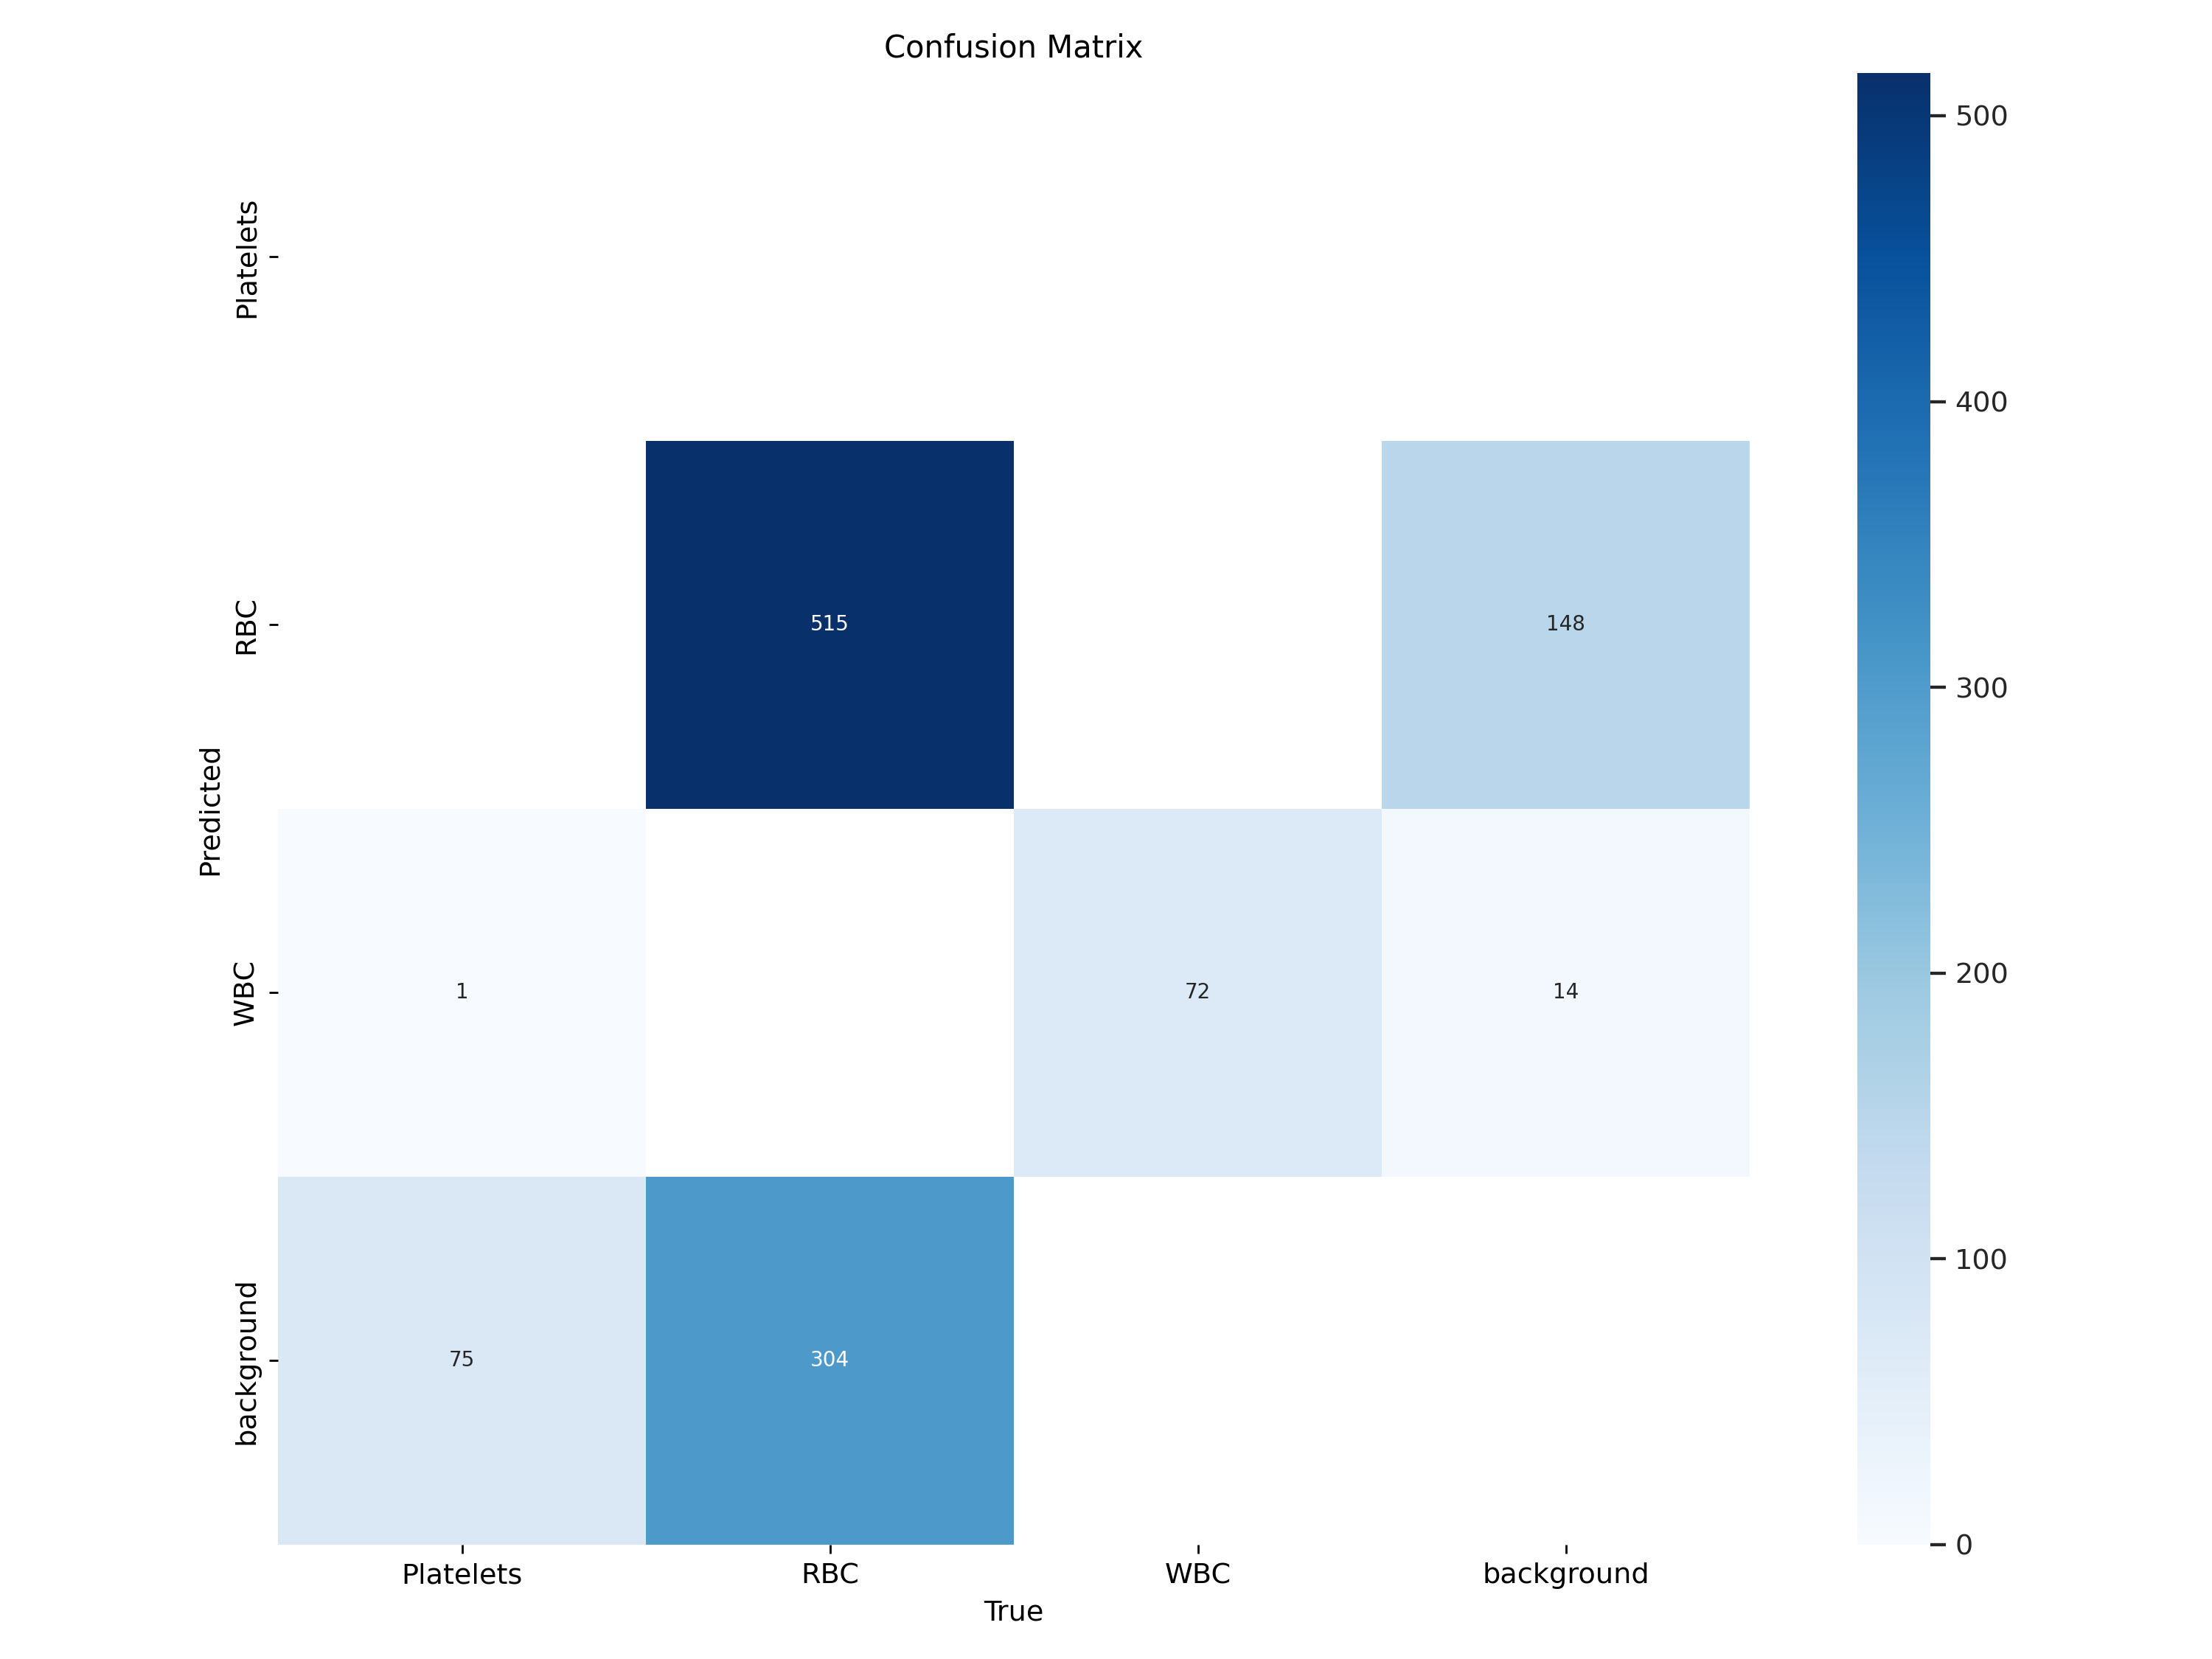 Confusion Matrix
Platelets
RBC
WBC
background
Predicted
515
148
1
72
14
75
304
Platelets
RBC
WBC
background
True
500
400
300
200
100
0